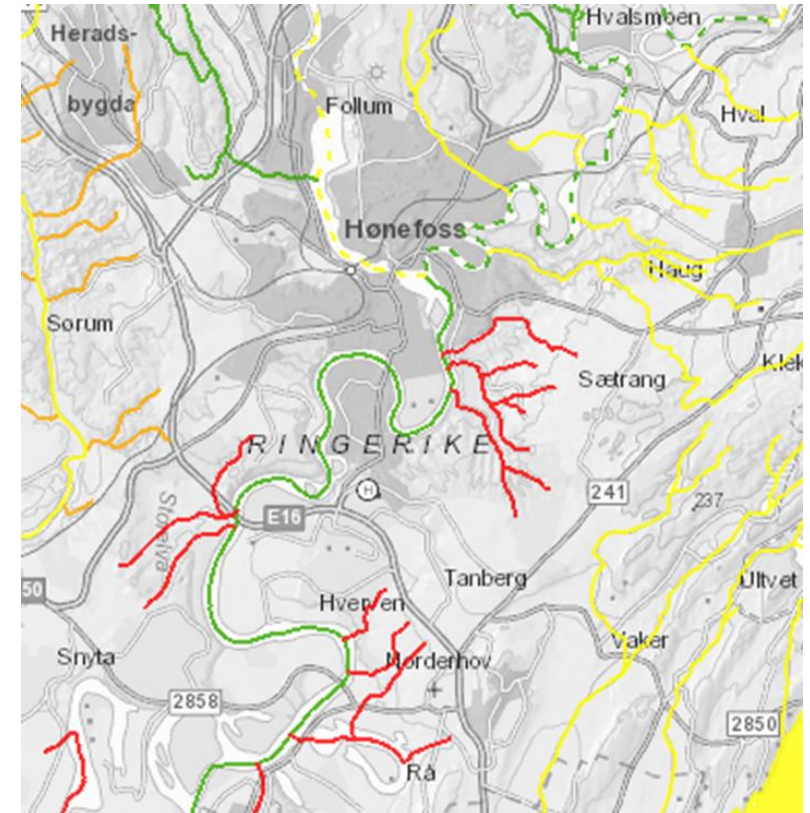 Hvalsmoen
Herads-
bygda
Follum
Hval
Hønefoss
Haug
Sørum
Klek
Sætrang
RINGERIKE
H
241
237
Storelva
E16
50
Tanberg
Ultvet
Hverven
Vaker
Snyta
Norderhov
2858
2850
Rå